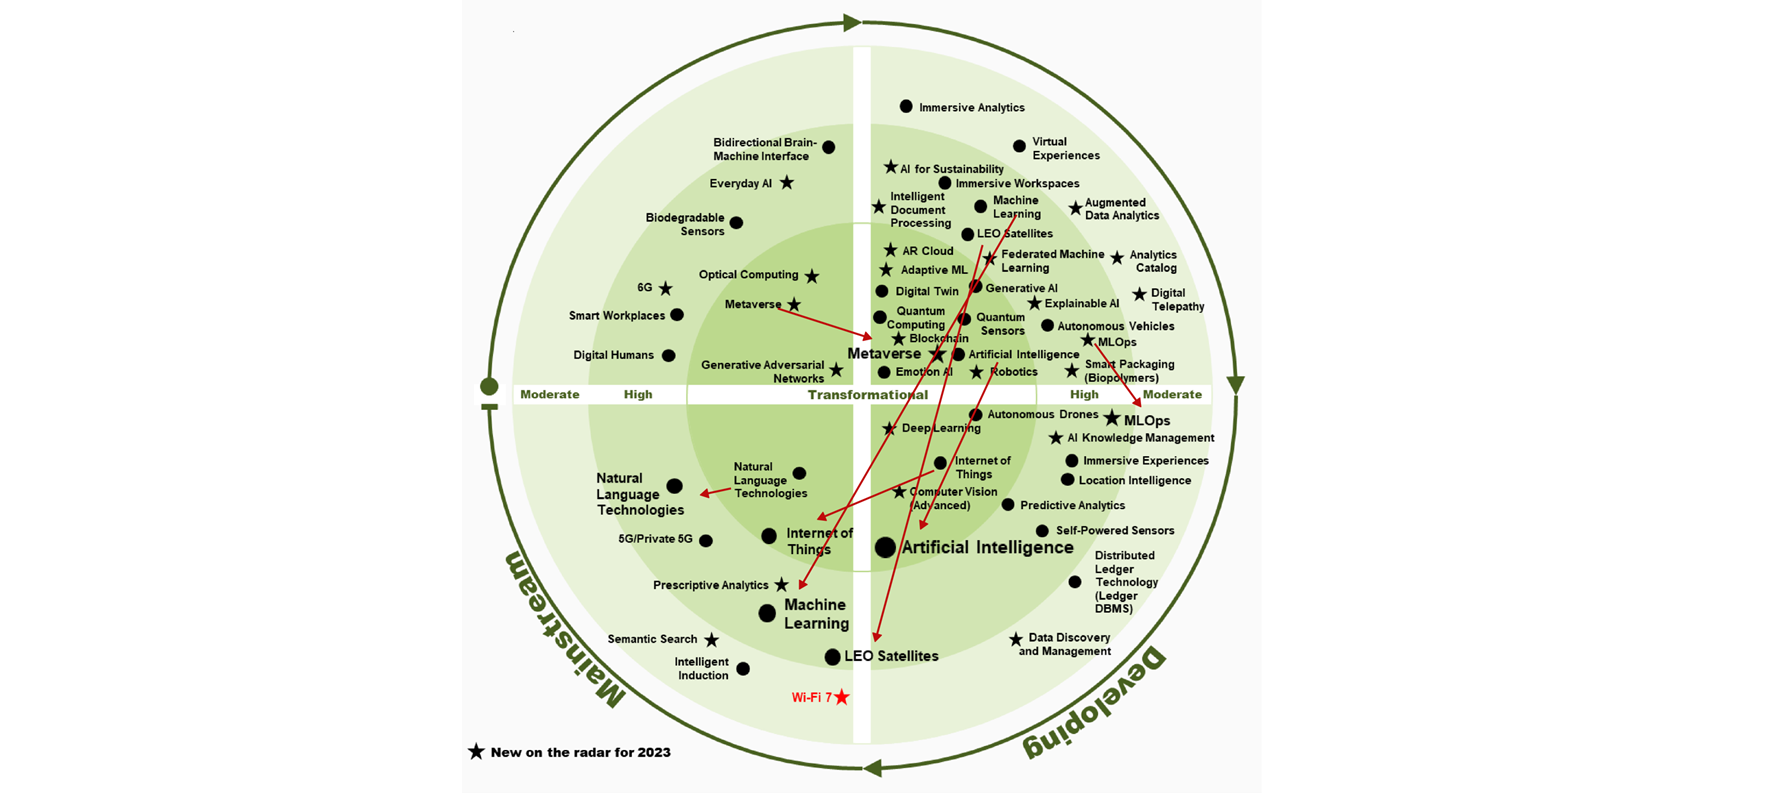 Immersive Analytics
Bidirectional Brain-
Machine Interface
Virtual
Experiences
Everyday AI
AI for Sustainability
Immersive Workspaces
Intelligent
Document
Processing
Machine
Learning
Augmented
Data Analytics
Biodegradable
Sensors
LEO Satellites
AR Cloud
Federated Machine
Learning
Analytics
Catalog
Optical Computing
Adaptive ML
6G
Digital Twin
Generative AI
Digital
Telepathy
Metaverse
Explainable AI
Smart Workplaces
Quantum
Computing
Quantum
Sensors
Autonomous Vehicles
Blockchain
MLOps
Digital Humans
Metaverse
Artificial Intelligence
Generative Adversarial
Networks
Emotion AI
Robotics
Smart Packaging
(Biopolymers)
Moderate
High
Transformational
High
Moderate
Autonomous Drones
MLOps
Deep Learning
AI Knowledge Management
Natural
Language
Technologies
Natural
Language
Technologies
Internet of
Things
Immersive Experiences
Location Intelligence
Computer Vision
(Advanced)
Predictive Analytics
5G/Private 5G
Internet of
Things
Self-Powered Sensors
Artificial Intelligence
Distributed
Ledger
Technology
(Ledger
DBMS)
Prescriptive Analytics
Machine
Learning
Semantic Search
Data Discovery
and Management
Intelligent
Induction
LEO Satellites
Wi-Fi 7
Mainstream
Developing
New on the radar for 2023